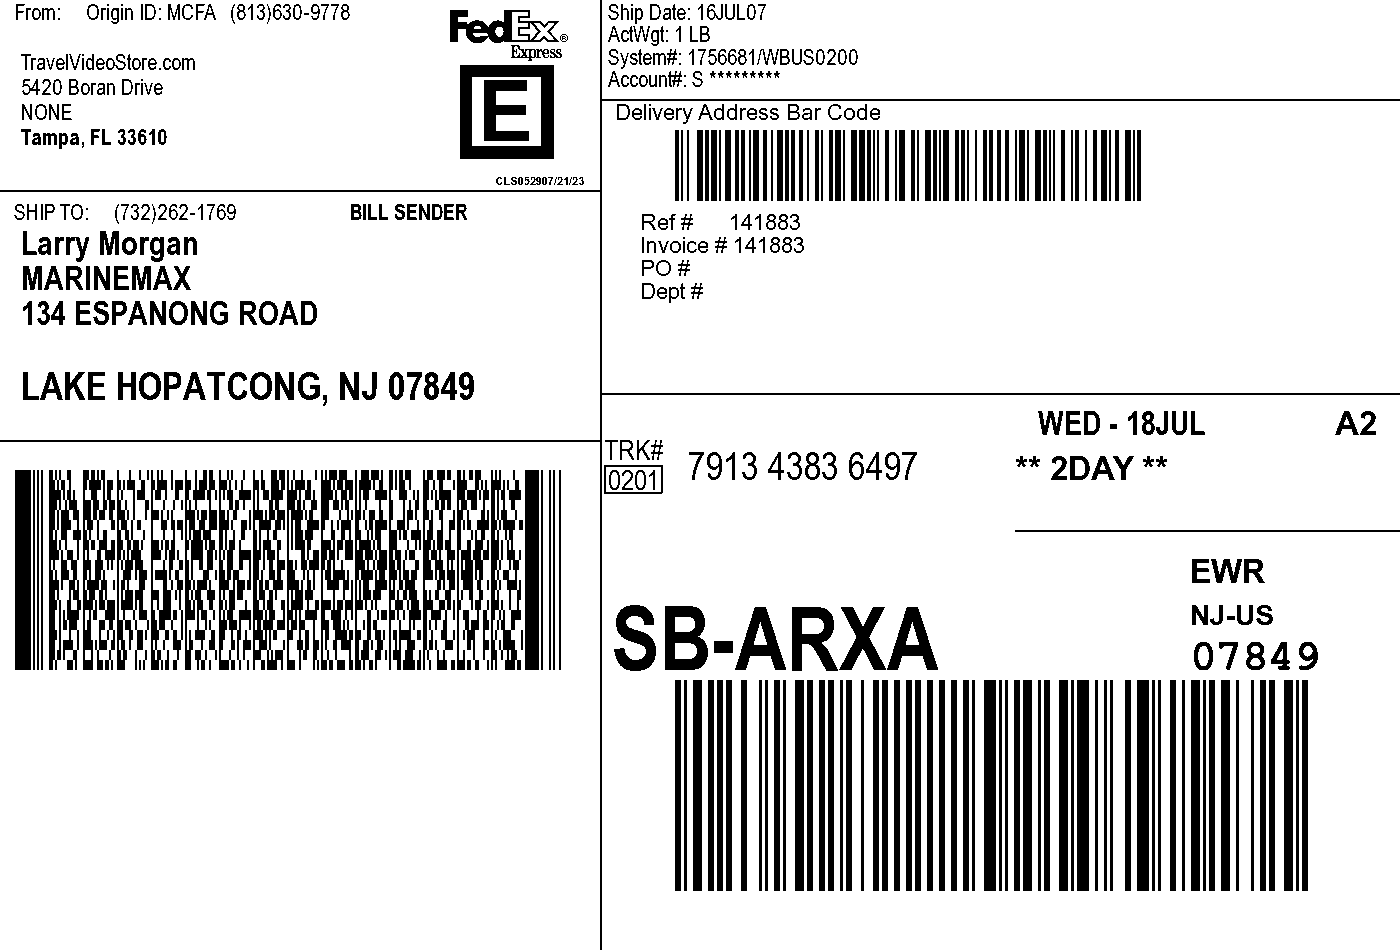 From: Origin ID: MCFA (813)630-9778
TravelVideoStore.com
5420 Boran Drive
NONE
Tampa, FL 33610
FedEx®
Express
E
CLS052907/21/23
SHIP TO: (732)262-1769 BILL SENDER
Larry Morgan
MARINEMAX
134 ESPANONG ROAD
LAKE HOPATCONG, NJ 07849
Ship Date: 16JUL07
ActWgt: 1 LB
System#: 1756681/WBUS0200
Account#: S *********
Delivery Address Bar Code
Ref # 141883
Invoice # 141883
PO #
Dept #
WED - 18JUL A2
TRK#
0201
7913 4383 6497
** 2DAY **
EWR
NJ-US
07849
SB-ARXA